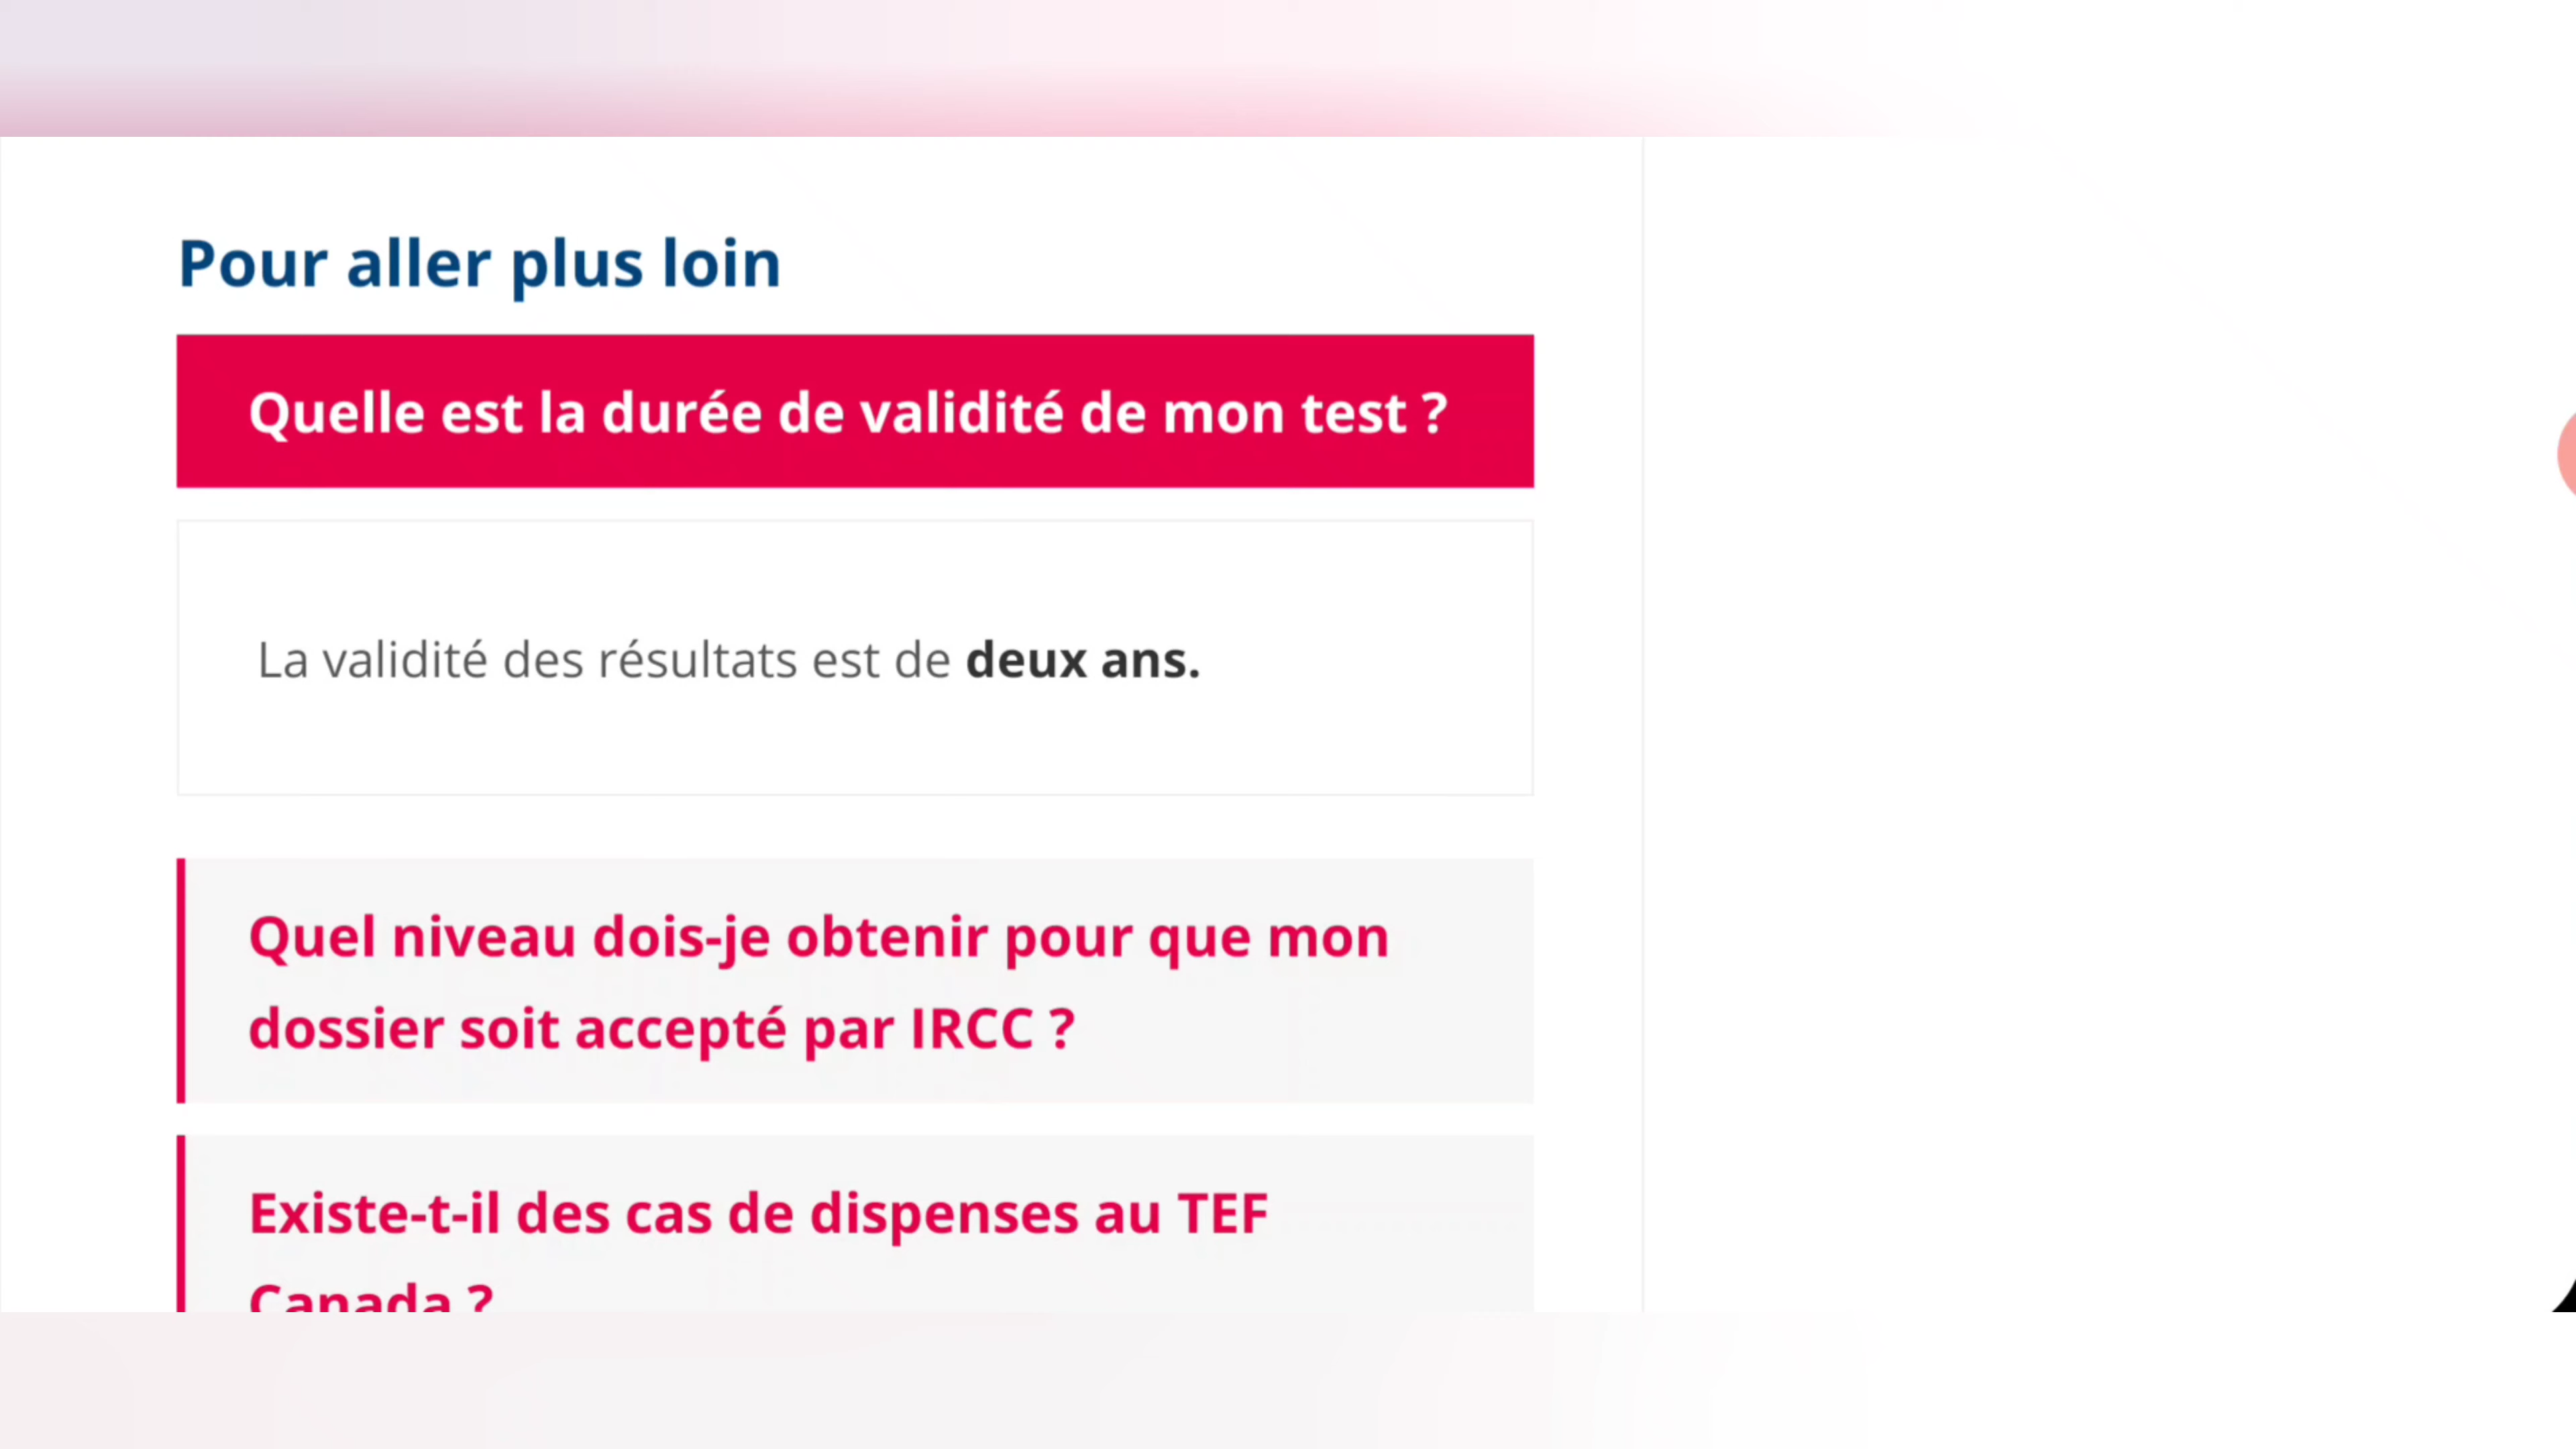 Pour aller plus loin
Quelle est la durée de validité de mon test ?
La validité des résultats est de deux ans.
Quel niveau dois-je obtenir pour que mon
dossier soit accepté par IRCC ?
Existe-t-il des cas de dispenses au TEF
Canada ?